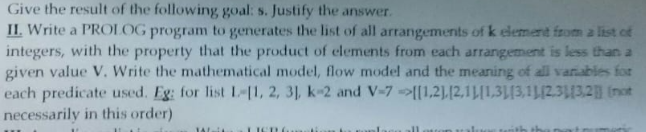 Give the result of the following goal: s. Justify the answer.
II. Write a PROLOG program to generates the list of all arrangements of k element from a list of
integers, with the property that the product of elements from each arrangement is less than a
given value V. Write the mathematical model, flow model and the meaning of all variables for
each predicate used. Eg: for list L=[1, 2, 3], k=2 and V=7 =>[[1,2],[2,1],[1,3],[3,1],[2,3],[3,2]] (not
necessarily in this order)